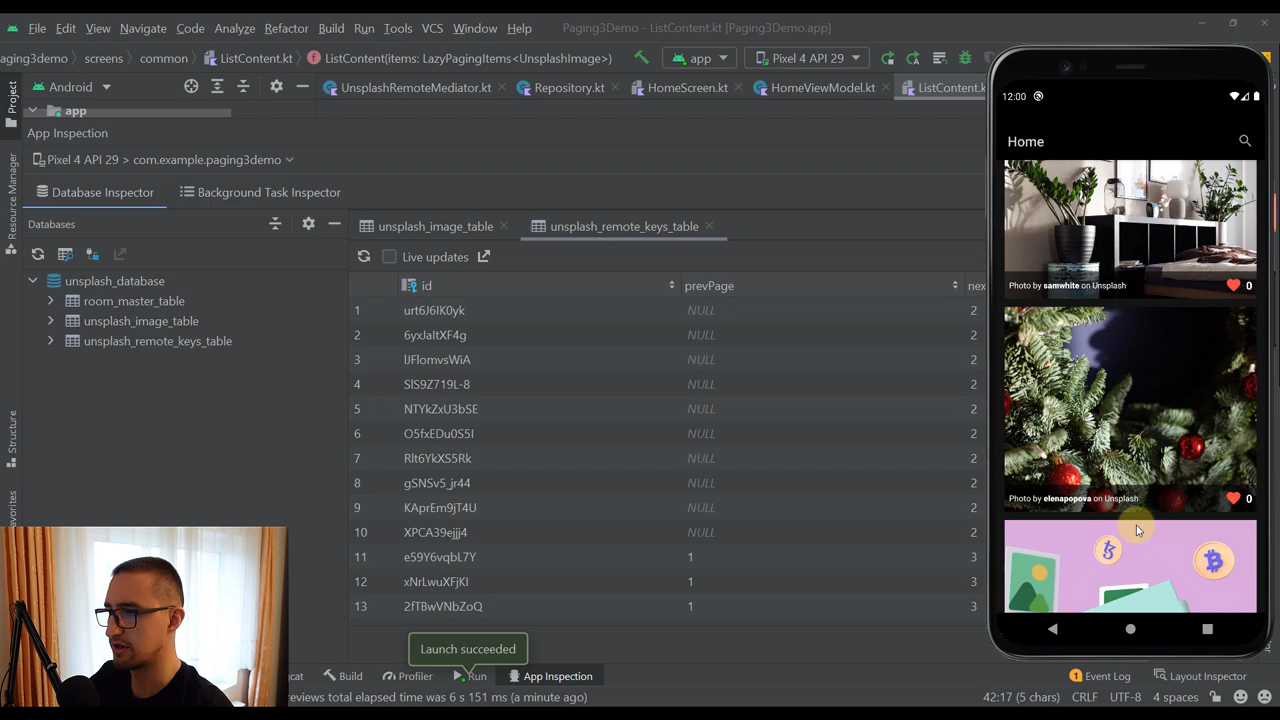 File Edit View Navigate Code Analyze Refactor Build Run Tools VCS Window Help Paging3Demo - ListContent.kt [Paging3Demo.app]
aging3demo screens common ListContent.kt ListContent(items: LazyPagingItems<UnsplashImage>) app Pixel 4 API 29
Project
Android
UnsplashRemoteMediator.kt Repository.kt HomeScreen.kt HomeViewModel.kt ListContent.k
app
App Inspection
Pixel 4 API 29 > com.example.paging3demo
Resource Manager
Database Inspector Background Task Inspector
Databases
unsplash_image_table unsplash_remote_keys_table
Live updates
unsplash_database
room_master_table
unsplash_image_table
unsplash_remote_keys_table
id prevPage nex
1 urt6J6IK0yk NULL 2
2 6yxJaItXF4g NULL 2
3 lJFIomvsWiA NULL 2
4 SlS9Z719L-8 NULL 2
5 NTYkZxU3bSE NULL 2
6 O5fxEDu0S5I NULL 2
7 Rlt6YkXS5Rk NULL 2
8 gSNSv5_jr44 NULL 2
9 KAprEm9jT4U NULL 2
10 XPCA39ejjj4 NULL 2
11 e59Y6vqbL7Y 1 3
12 xNrLwuXFjKI 1 3
13 2fTBwVNbZoQ 1 3
Structure
avorites
Launch succeeded
cat Build Profiler Run App Inspection Event Log Layout Inspector
reviews total elapsed time was 6 s 151 ms (a minute ago) 42:17 (5 chars) CRLF UTF-8 4 spaces
12:00
Home
Photo by samwhite on Unsplash 0
Photo by elenapopova on Unsplash 0